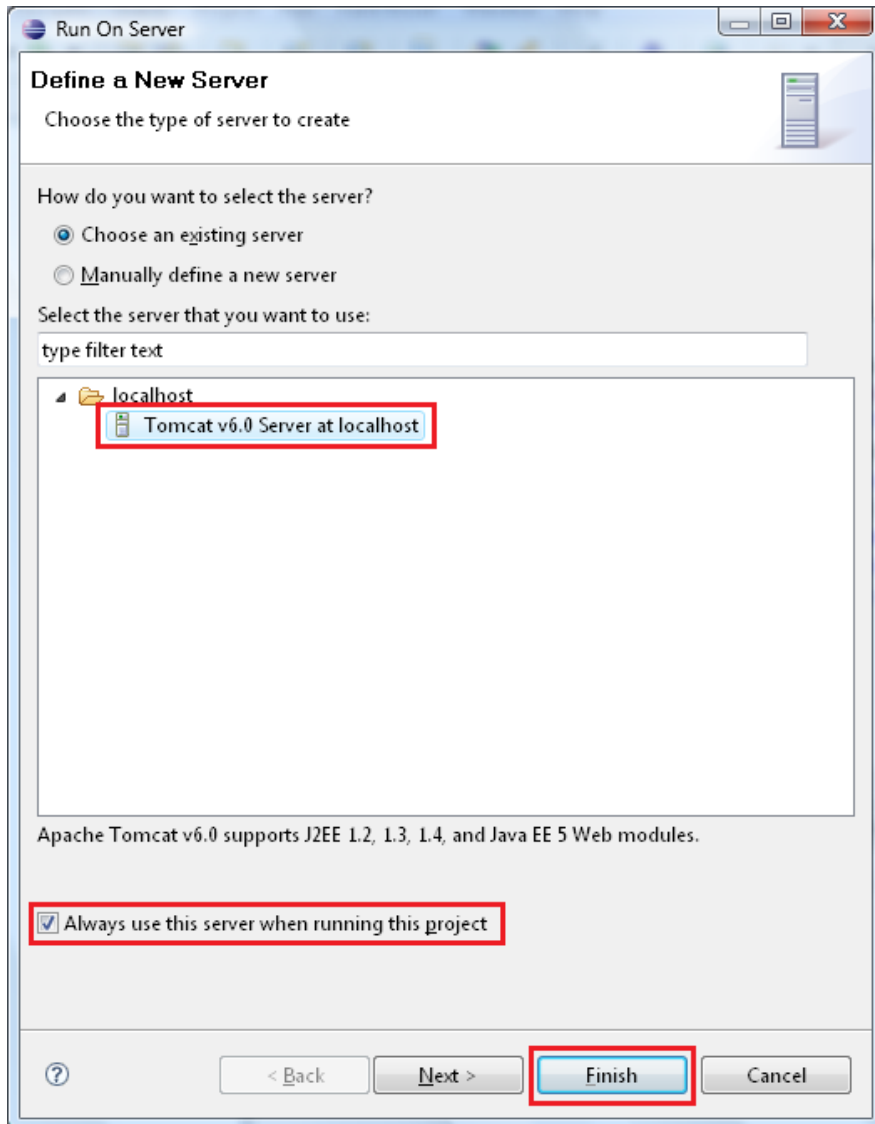 Run On Server
Define a New Server
Choose the type of server to create
How do you want to select the server?
Choose an existing server
Manually define a new server
Select the server that you want to use:
type filter text
localhost
Tomcat v6.0 Server at localhost
Apache Tomcat v6.0 supports J2EE 1.2, 1.3, 1.4, and Java EE 5 Web modules.
Always use this server when running this project
? < Back Next > Finish Cancel